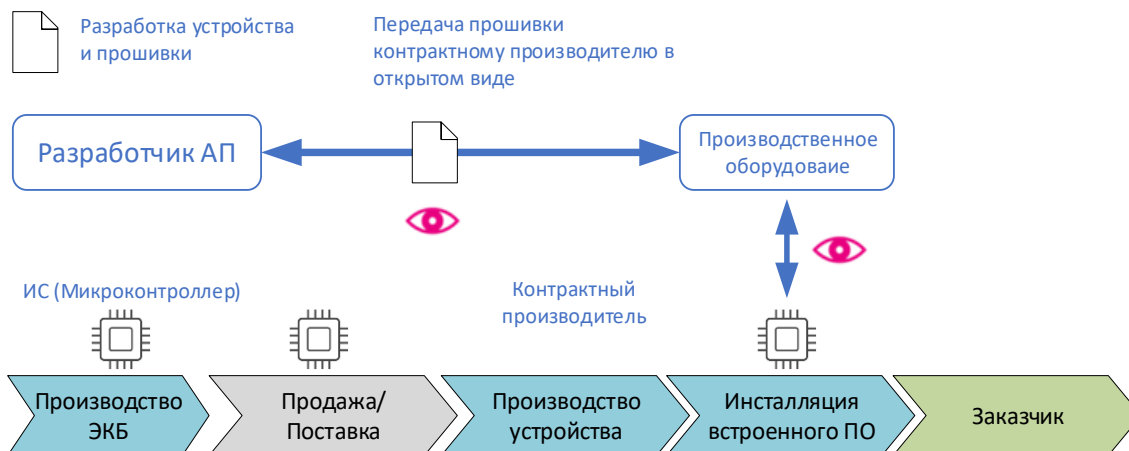 Разработка устройства
и прошивки
Передача прошивки
контрактному производителю в
открытом виде
Разработчик АП
Производственное
оборудоваие
ИС (Микроконтроллер)
Контрактный
производитель
Производство
ЭКБ
Продажа/
Поставка
Производство
устройства
Инсталляция
встроенного ПО
Заказчик